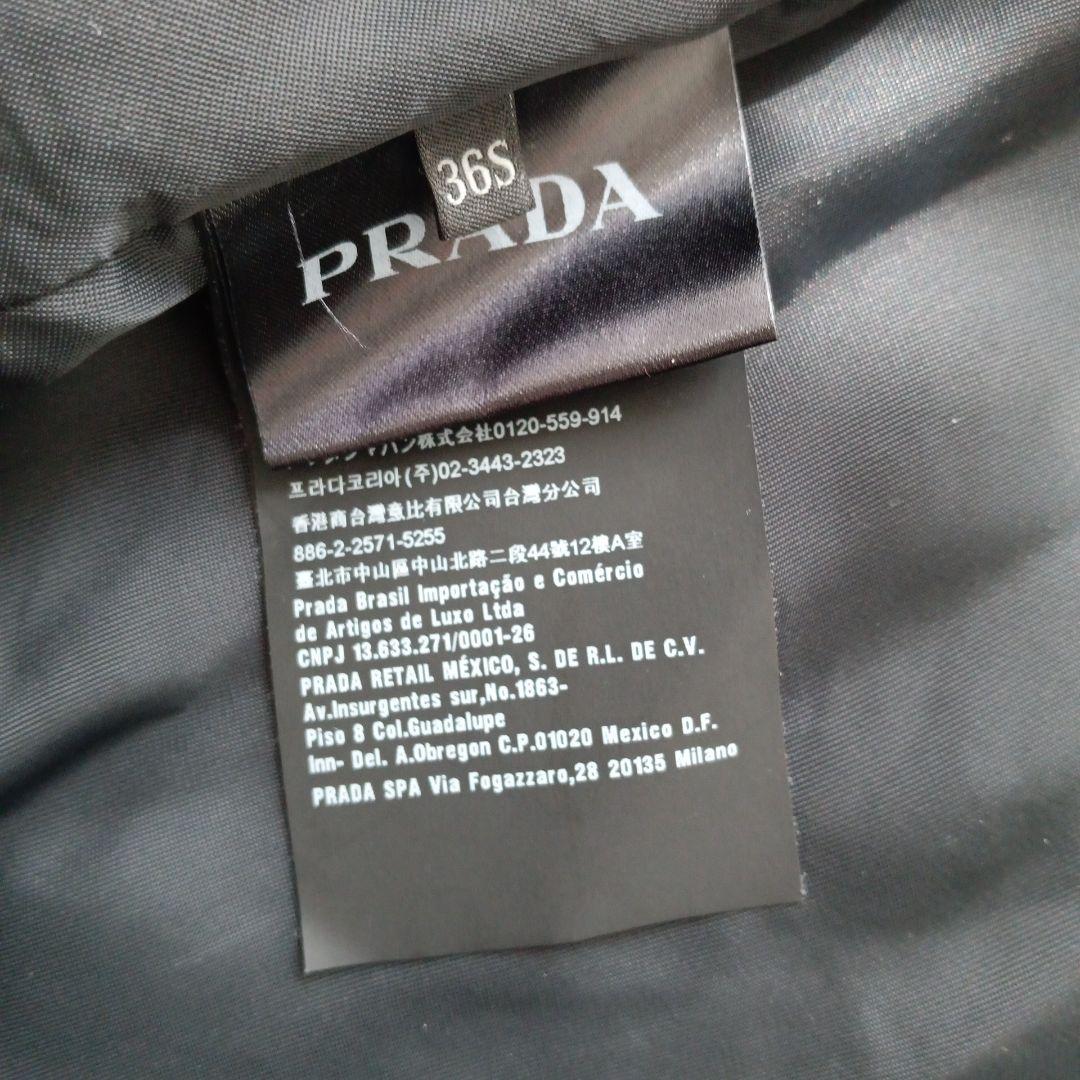 36S
PRADA
パン株式会社0120-559-914
프라다코리아(주)02-3443-2323
香港商台灣意比有限公司台灣分公司
886-2-2571-5255
臺北市中山區中山北路二段44號12樓A室
Prada Brasil Importação e Comércio
de Artigos de Luxo Ltda
CNPJ 13.633.271/0001-26
PRADA RETAIL MÉXICO, S. DE R.L. DE C.V.
Av.Insurgentes sur,No.1863-
Piso 8 Col.Guadalupe
Inn- Del. A.Obregon C.P.01020 Mexico D.F.
PRADA SPA Via Fogazzaro,28 20135 Milano